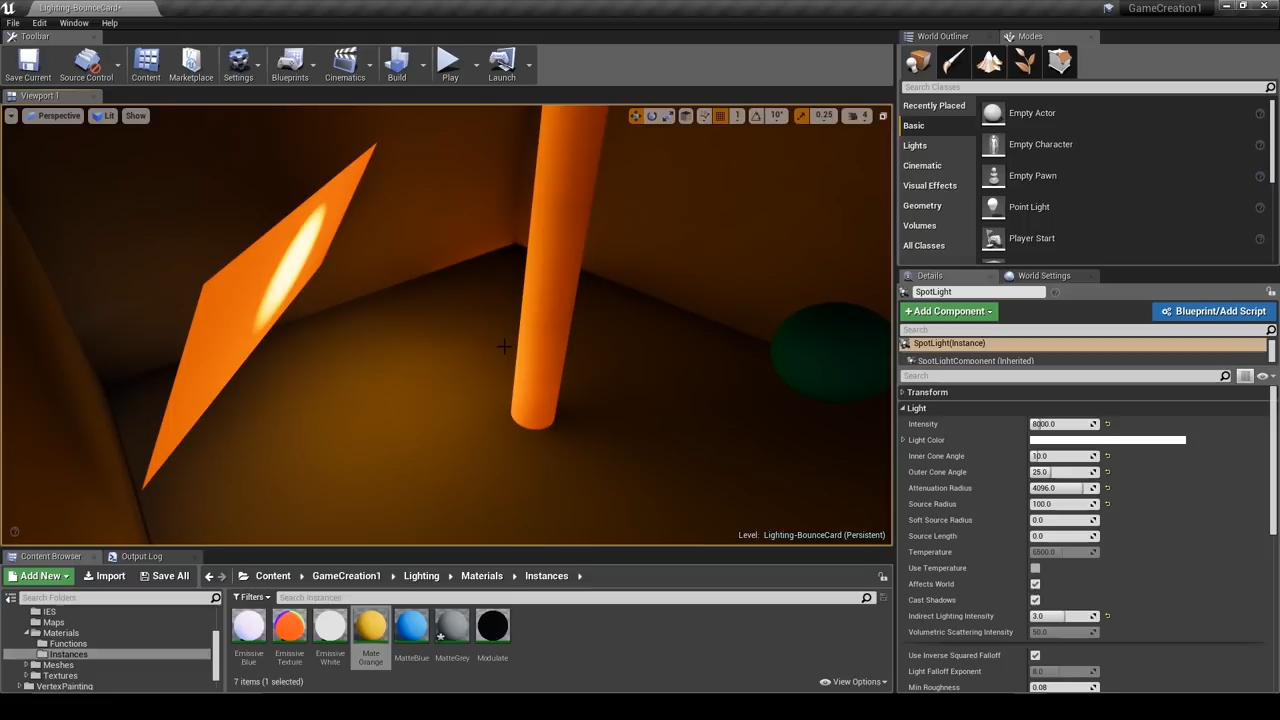 Lighting-BounceCard*
GameCreation1
File Edit Window Help
Toolbar
World Outliner Modes
Save Current Source Control Content Marketplace Settings Blueprints Cinematics Build Play Launch
Search Classes
Viewport 1
Perspective Lit Show
1 10° 0.25 4
Recently Placed
Basic
Lights
Cinematic
Visual Effects
Geometry
Volumes
All Classes
Empty Actor
Empty Character
Empty Pawn
Point Light
Player Start
Details World Settings
SpotLight
+Add Component Blueprint/Add Script
Search
SpotLight(Instance)
SpotLightComponent (Inherited)
Search
Transform
Light
Intensity 8000.0
Light Color
Inner Cone Angle 10.0
Outer Cone Angle 25.0
Attenuation Radius 4096.0
Source Radius 100.0
Soft Source Radius 0.0
Source Length 0.0
Temperature 6500.0
Use Temperature
Affects World
Cast Shadows
Indirect Lighting Intensity 3.0
Volumetric Scattering Intensity 50.0
Use Inverse Squared Falloff
Light Falloff Exponent 8.0
Min Roughness 0.08
Level: Lighting-BounceCard (Persistent)
Content Browser Output Log
Add New Import Save All Content GameCreation1 Lighting Materials Instances
Search Folders
Filters Search Instances
IES
Maps
Materials
Functions
Instances
Meshes
Textures
VertexPainting
Emissive Blue
Emissive Texture
Emissive White
Mate Orange
MatteBlue
MatteGrey
Modulate
7 items (1 selected)
View Options